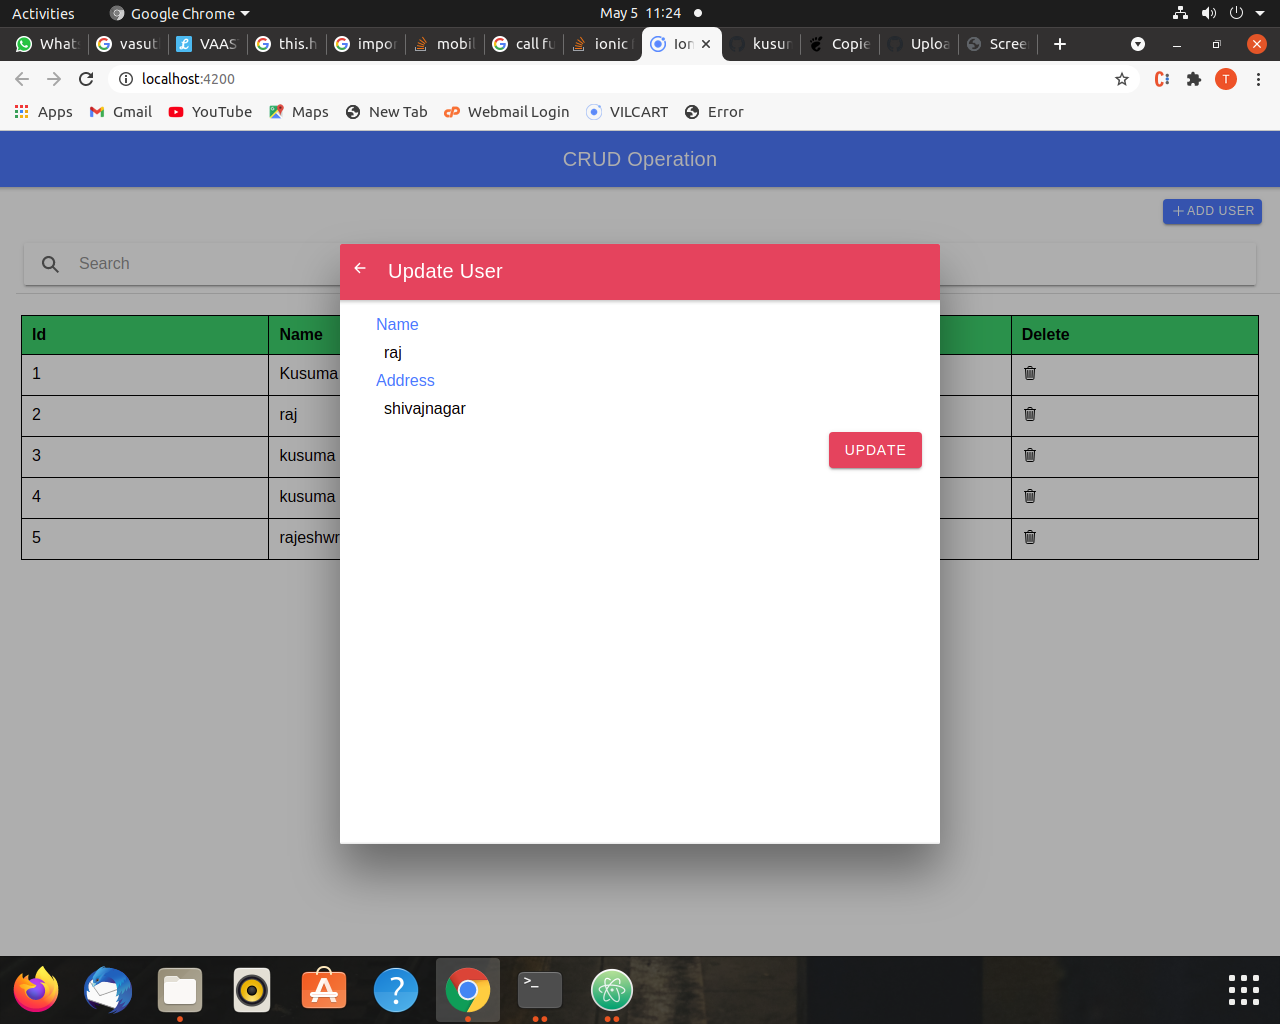 Activities Google Chrome May 5 11:24
Whats vasut VAAS this.h impor mobil call fu ionic Ion kusum Copie Uploa Scree
localhost:4200 T
Apps Gmail YouTube Maps New Tab Webmail Login VILCART Error
CRUD Operation
ADD USER
Search
Update User
Name
raj
Address
shivajnagar
UPDATE
Id Name Delete
1 Kusuma
2 raj
3 kusuma
4 kusuma
5 rajeshwr